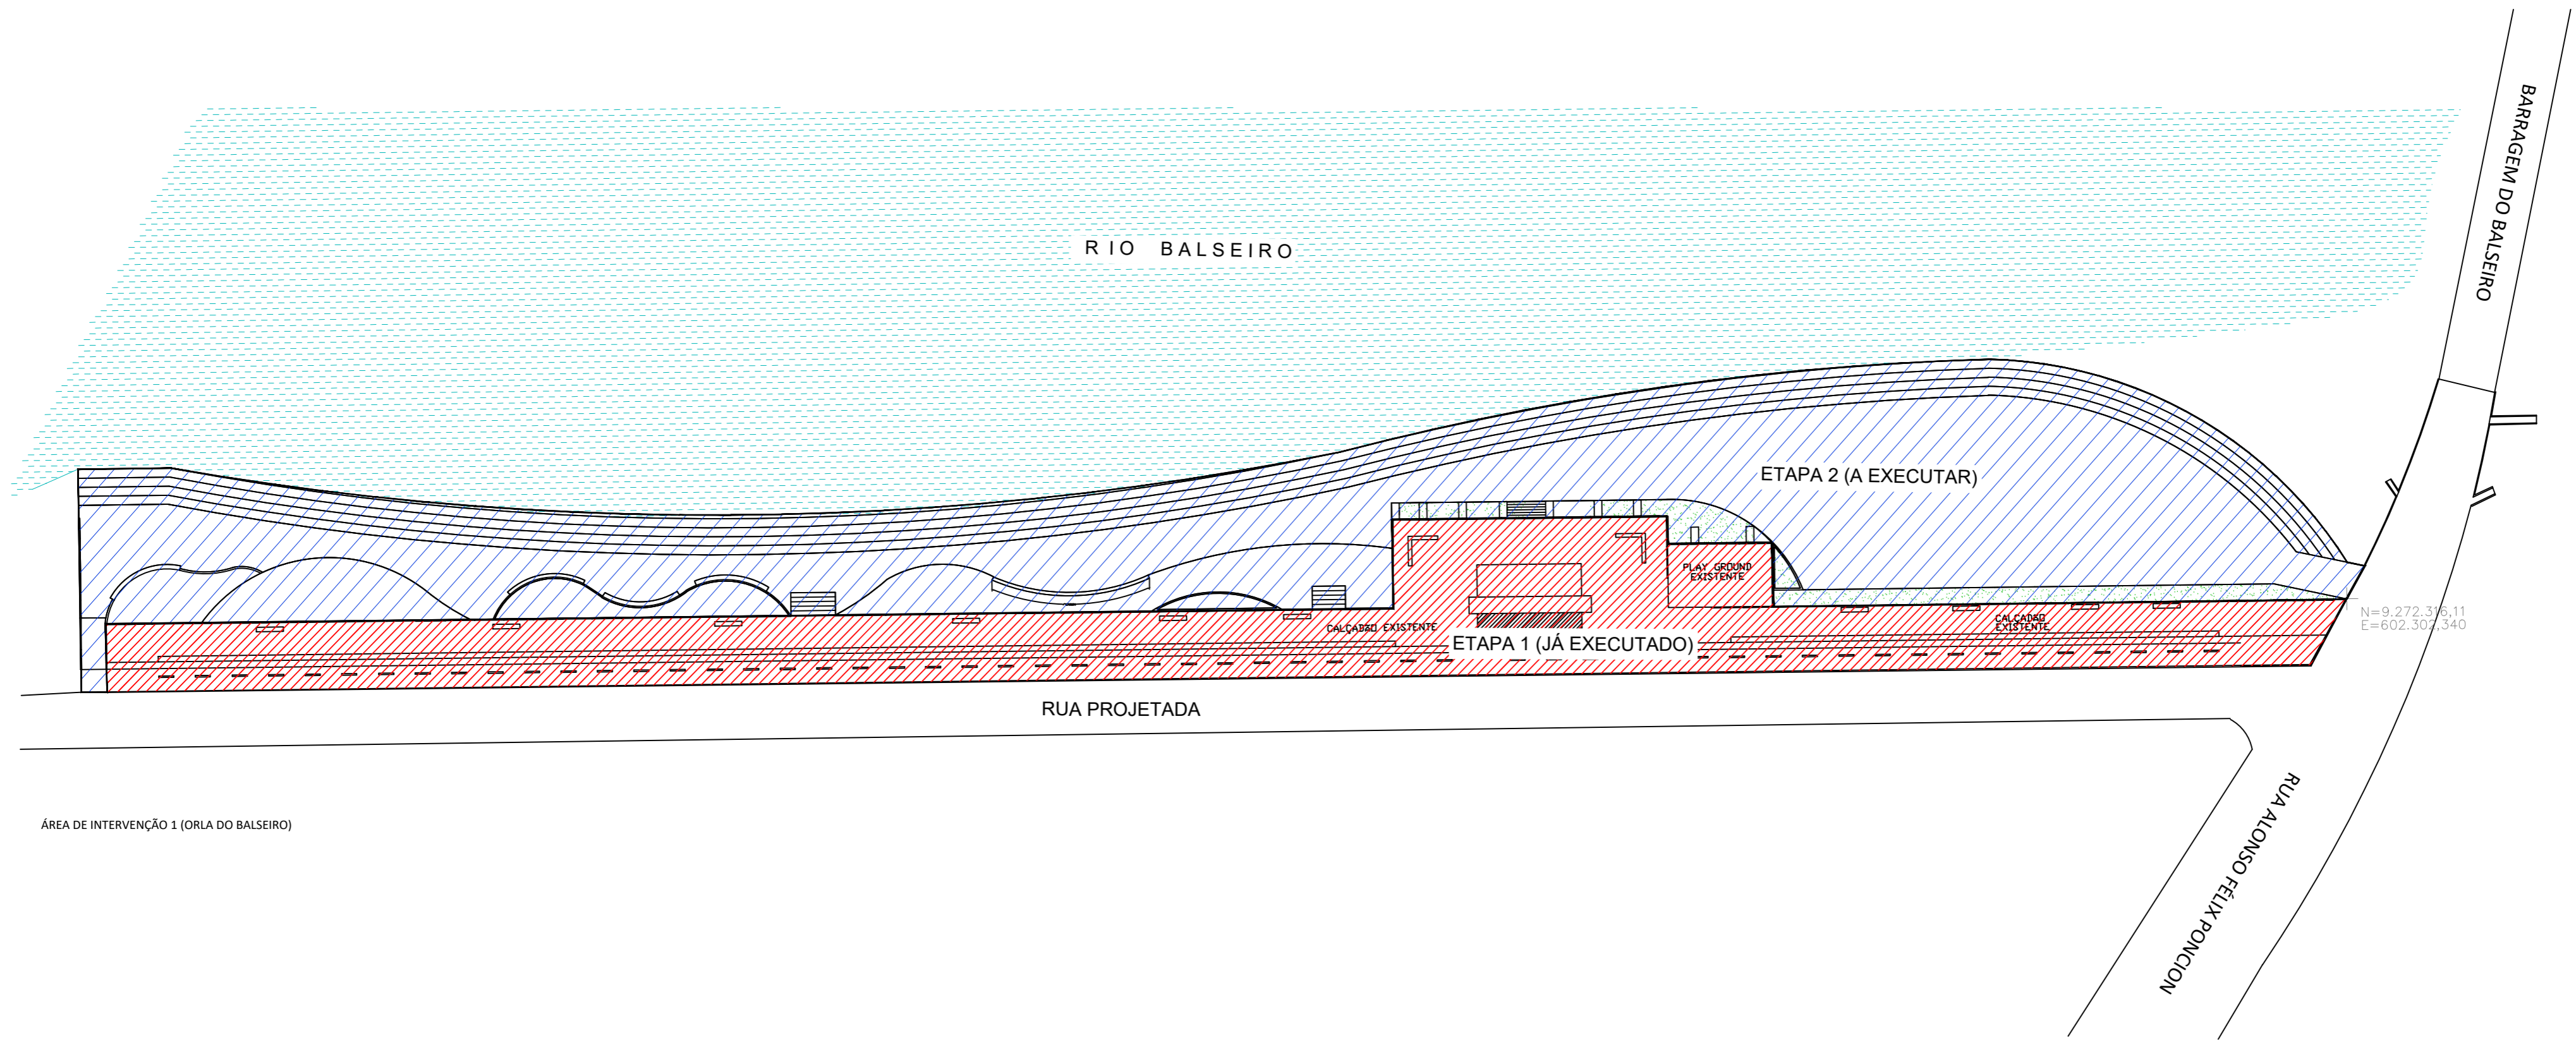 BARRAGEM DO BALSEIRO
RIO BALSEIRO
ETAPA 2 (A EXECUTAR)
PLAY GROUND
EXISTENTE
N=9.272.316,11
E=602.302,340
CALÇADÃO EXISTENTE
CALÇADÃO
EXISTENTE
ETAPA 1 (JÁ EXECUTADO)
RUA PROJETADA
RUA ALONSO FÉLIX PONCION
ÁREA DE INTERVENÇÃO 1 (ORLA DO BALSEIRO)